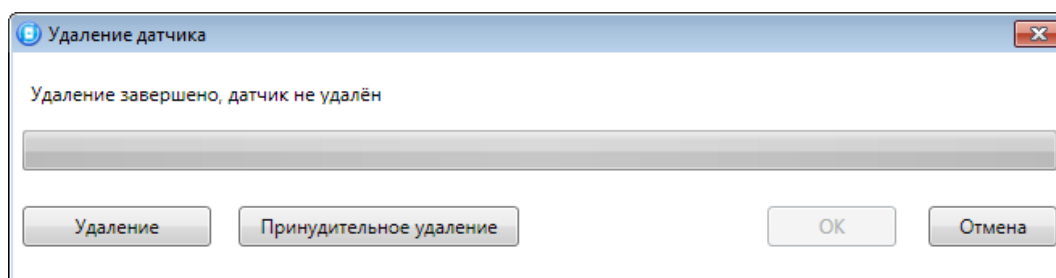 Удаление датчика
Удаление завершено, датчик не удалён
Удаление Принудительное удаление OK Отмена